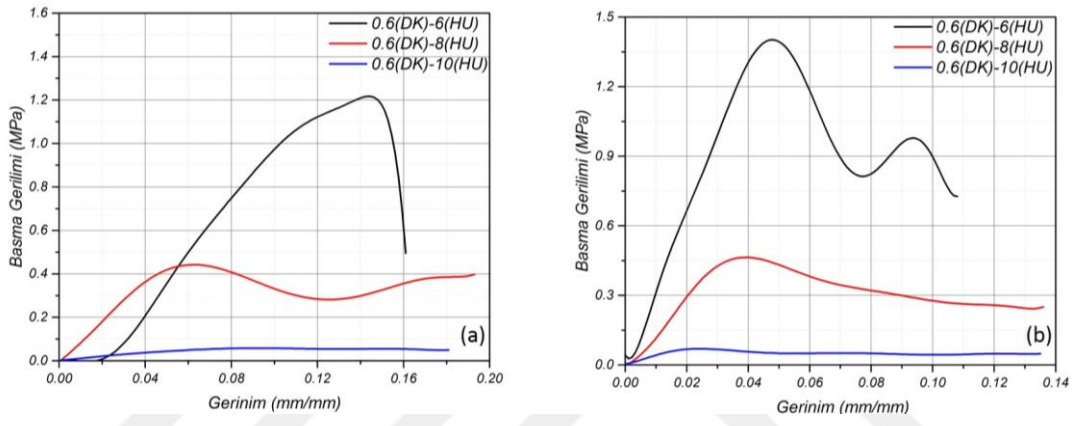 1.6
1.4
1.2
1.0
0.8
0.6
0.4
0.2
0.0
Basma Gerilimi (MPa)
0.6(DK)-6(HU)
0.6(DK)-8(HU)
0.6(DK)-10(HU)
(a)
0.00 0.04 0.08 0.12 0.16 0.20
Gerinim (mm/mm)
1.5
1.2
0.9
0.6
0.3
0.0
Basma Gerilimi (MPa)
0.6(DK)-6(HU)
0.6(DK)-8(HU)
0.6(DK)-10(HU)
(b)
0.00 0.02 0.04 0.06 0.08 0.10 0.12 0.14
Gerinim (mm/mm)